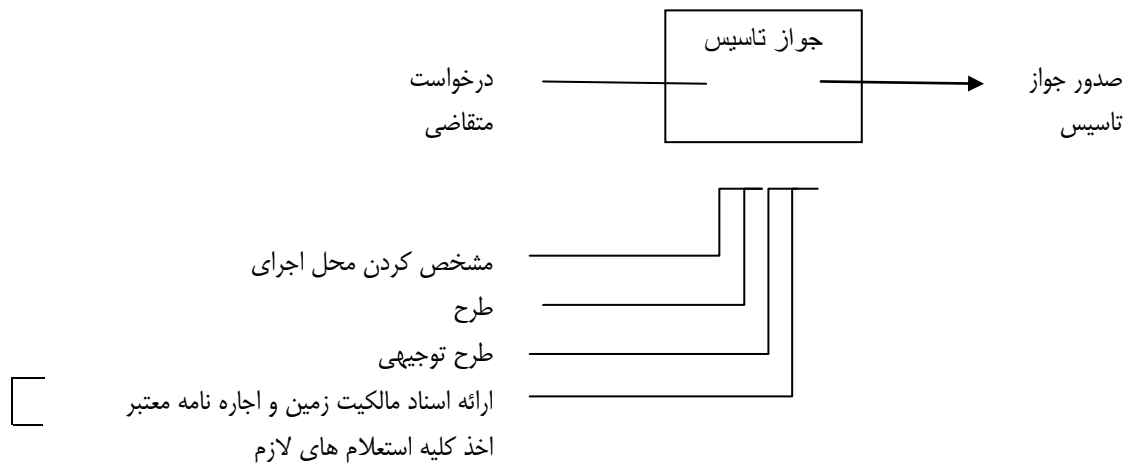 جواز تاسیس
درخواست
متقاضی
صدور جواز
تاسیس
مشخص کردن محل اجرای
طرح
طرح توجیهی
ارائه اسناد مالکیت زمین و اجاره نامه معتبر
اخذ کلیه استعلام های لازم